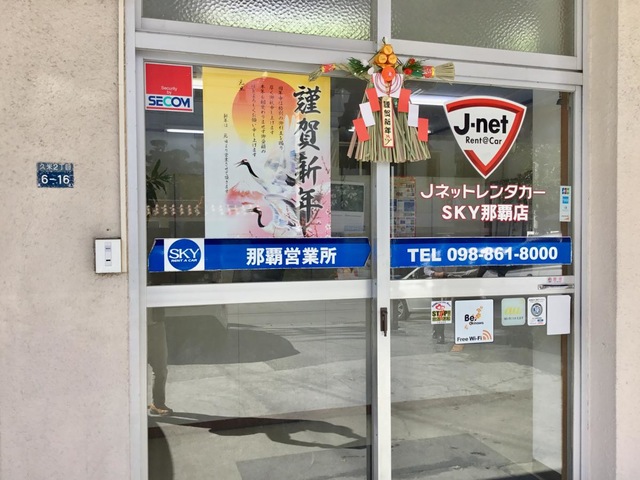 Security
by
SECOM
謹賀新年
謹賀新年
J-net
Rent@Car
Jネットレンタカー
SKY那覇店
久米2丁目
6-16
SKY
RENT A CAR
那覇営業所
TEL 098-861-8000
STOP!
Be.
Okinawa
Free Wi-Fi